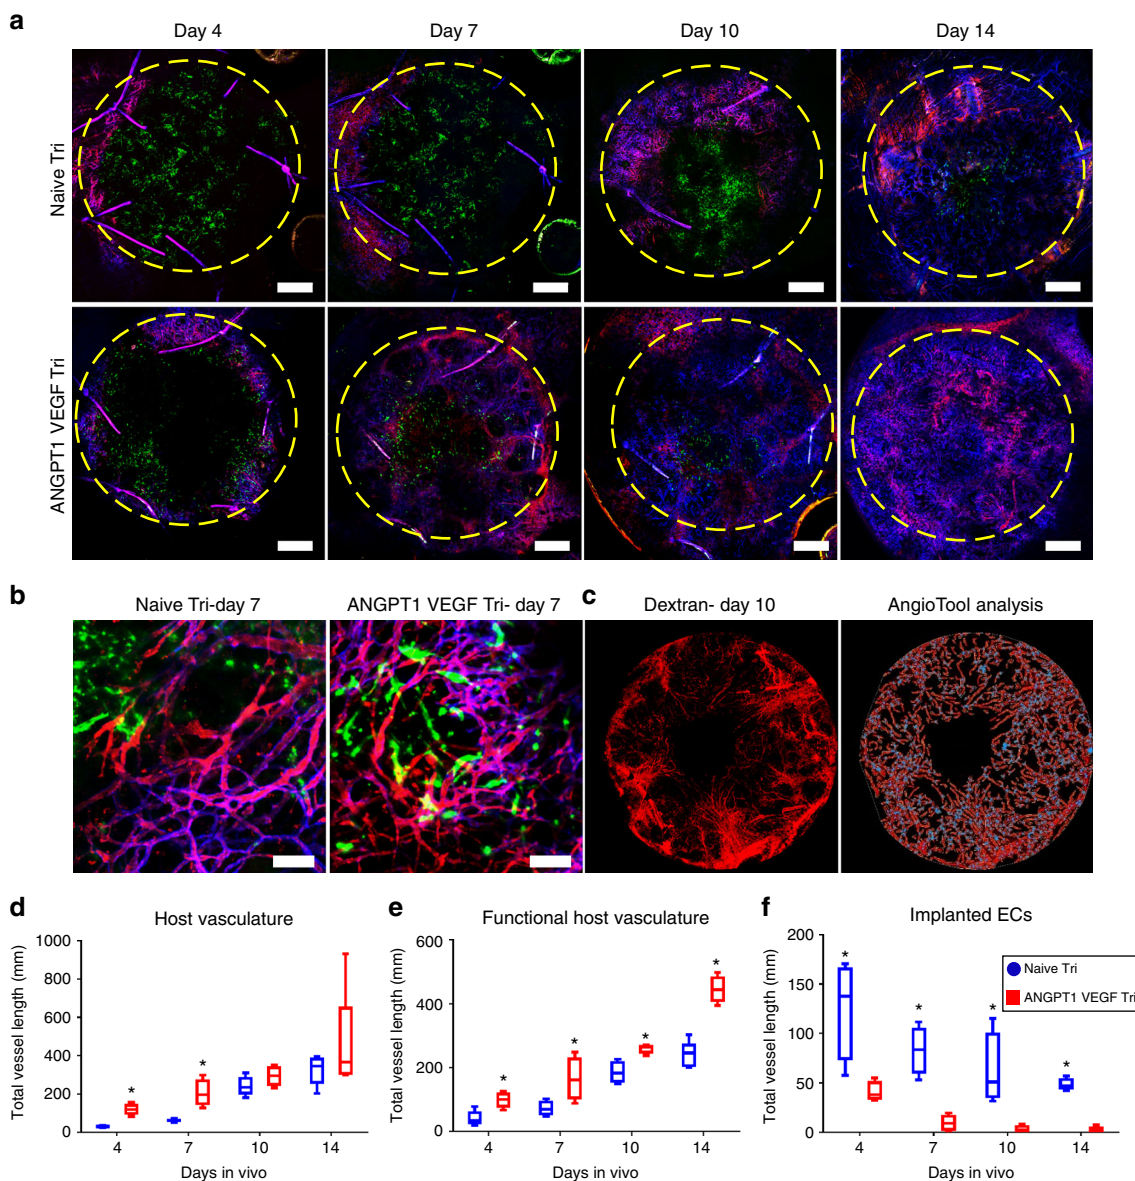 a
Day 4
Day 7
Day 10
Day 14
Naive Tri
ANGPT1 VEGF Tri
b
Naive Tri-day 7
ANGPT1 VEGF Tri- day 7
c
Dextran- day 10
AngioTool analysis
d
Host vasculature
Total vessel length (mm)
1000
800
600
400
200
0
4
7
10
14
*
*
Days in vivo
e
Functional host vasculature
Total vessel length (mm)
600
400
200
0
4
7
10
14
*
*
*
*
Days in vivo
f
Implanted ECs
Total vessel length (mm)
200
150
100
50
0
4
7
10
14
*
*
*
*
Days in vivo
Naive Tri
ANGPT1 VEGF Tri